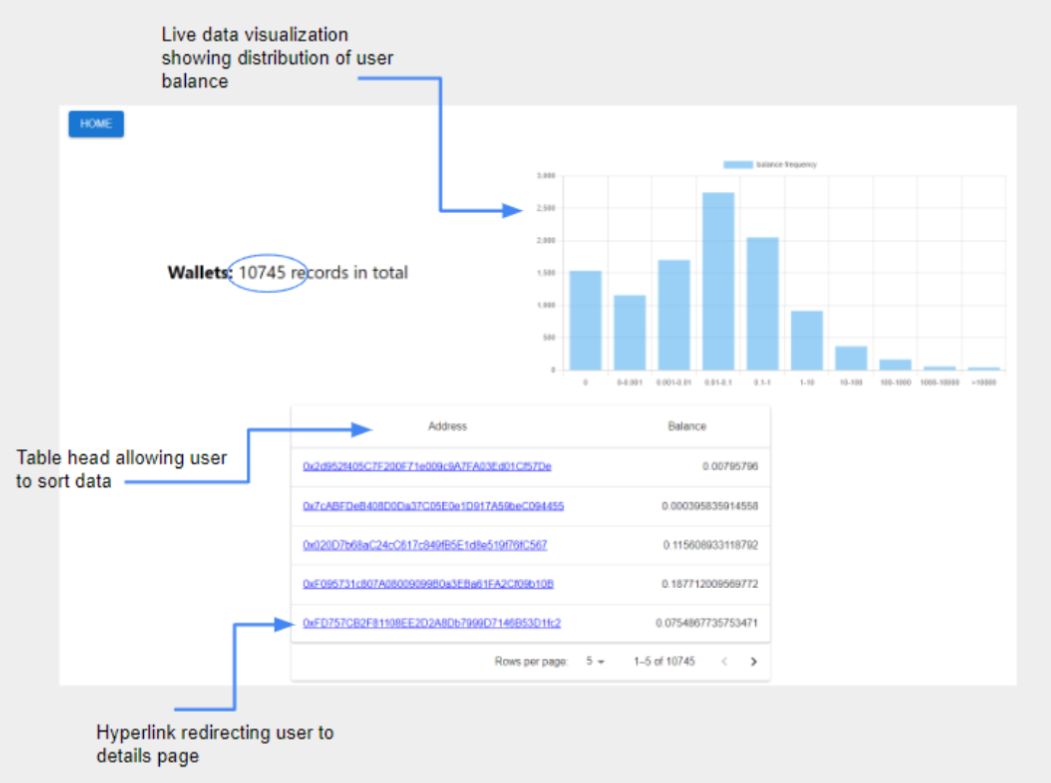 Live data visualization
showing distribution of user
balance
HOME
balance frequency
3,000
2,500
2,000
1,500
1,000
500
0
0
0-0.001
0.001-0.01
0.01-0.1
0.1-1
1-10
10-100
100-1000
1000-10000
>10000
Wallets: 10745 records in total
Address Balance
0x2d952f405C7F200F71e009c9A7FA03Ed01Cf57De 0.00795796
0x7cABFDeB408D0Da37C05E0e1D917A59beC094455 0.000395835914558
0x020D7b68aC24cC617c849fB5E1d8e519f76fC567 0.115608933118792
0xF095731c807A08009099B0a3EBa61FA2Cf09b10B 0.187712009569772
0xFD757CB2F81108EE2D2A8Db7999D7146B53D1fc2 0.0754867735753471
Rows per page: 5 1–5 of 10745
Table head allowing user
to sort data
Hyperlink redirecting user to
details page